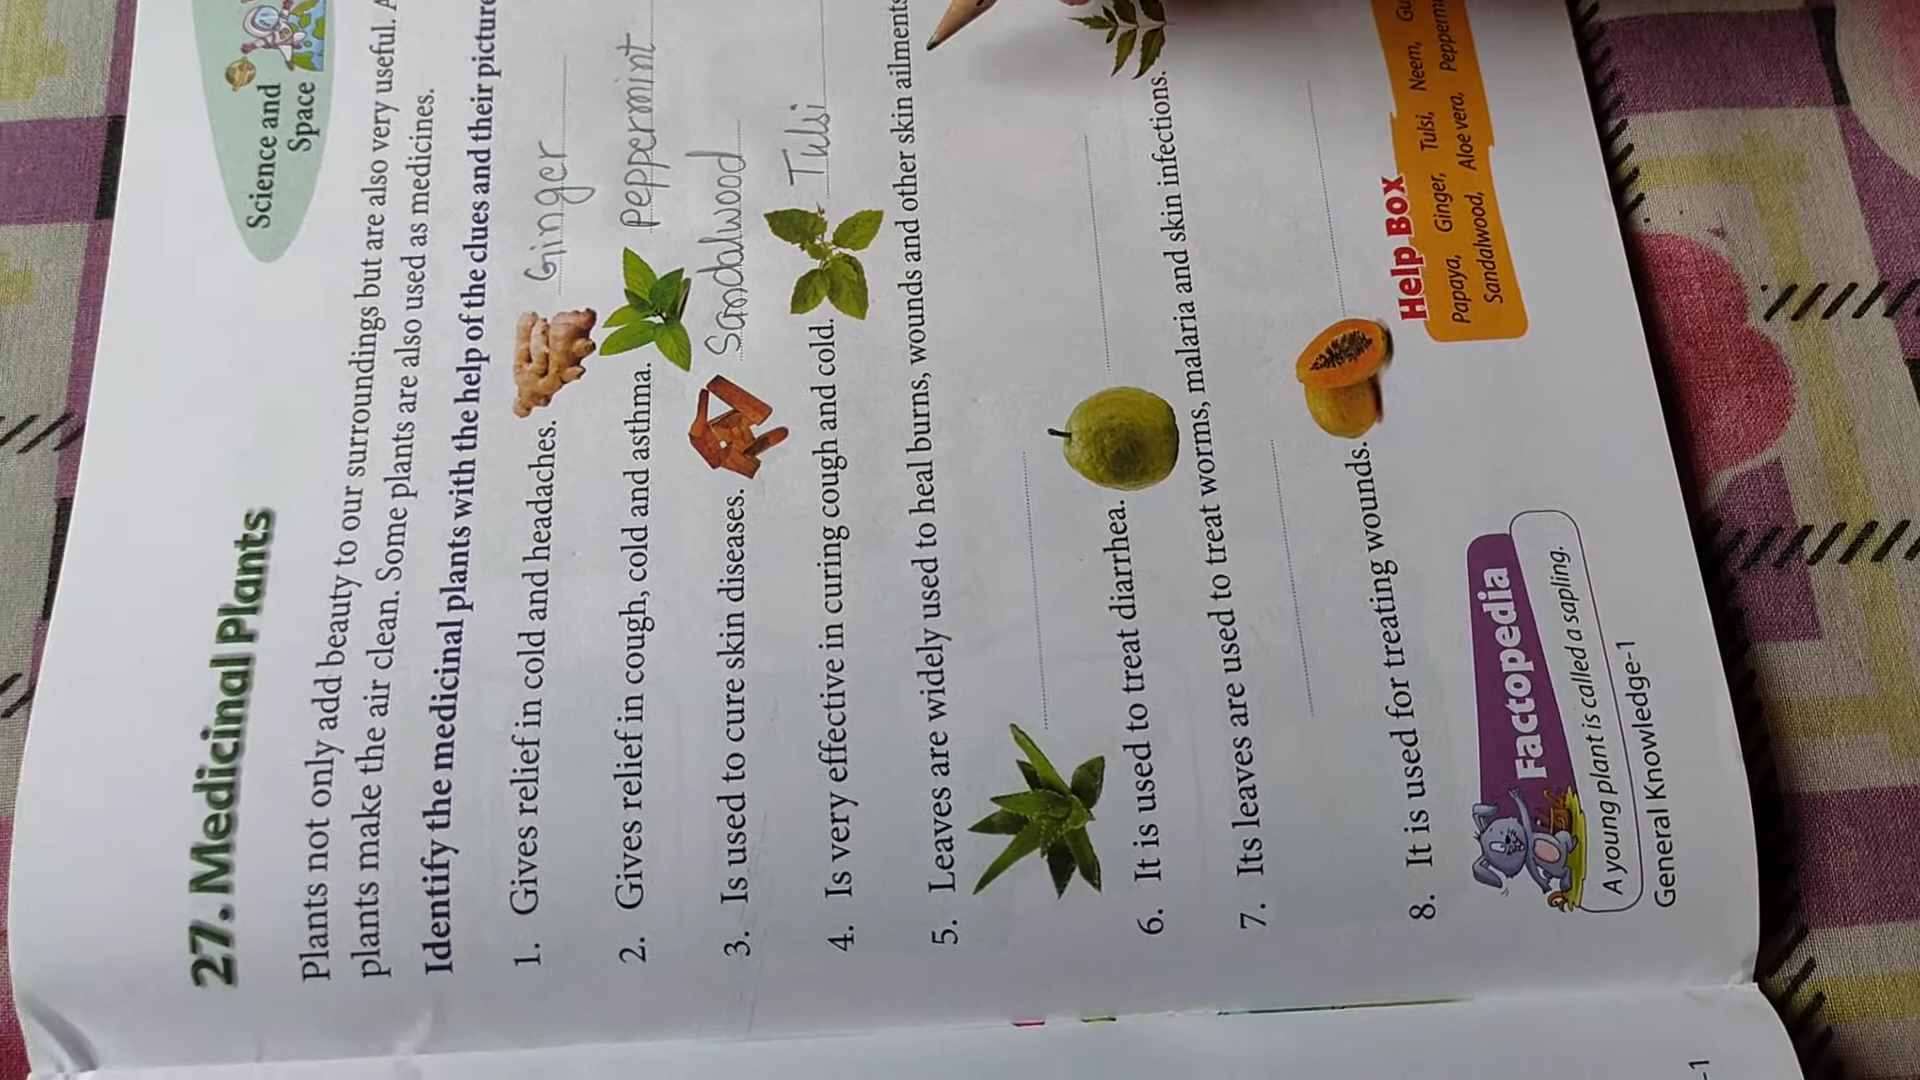 27. Medicinal Plants
Science and
Space
Plants not only add beauty to our surroundings but are also very useful.
plants make the air clean. Some plants are also used as medicines.
Identify the medicinal plants with the help of the clues and their
1. Gives relief in cold and headaches. Ginger
2. Gives relief in cough, cold and asthma. Peppermint
3. Is used to cure skin diseases. Sandalwood
4. Is very effective in curing cough and cold. Tulsi
5. Leaves are widely used to heal burns, wounds and other skin ailments
6. It is used to treat diarrhea.
7. Its leaves are used to treat worms, malaria and skin infections.
8. It is used for treating wounds.
Help Box
Papaya, Ginger, Tulsi, Neem,
Sandalwood, Aloe vera,
Factopedia
A young plant is called a sapling.
General Knowledge-1
-1